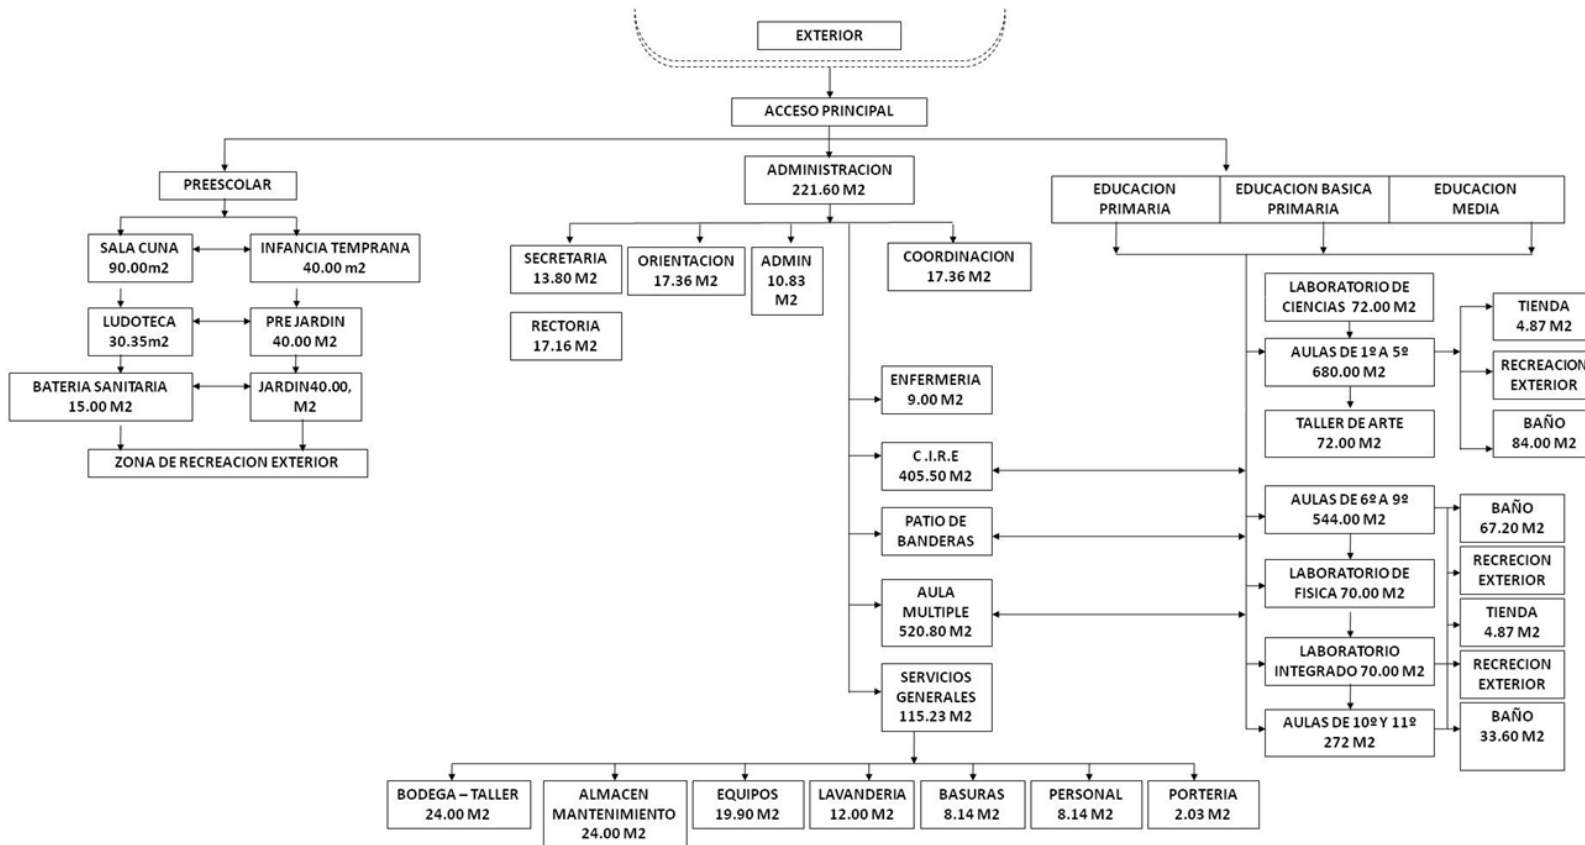 EXTERIOR
ACCESO PRINCIPAL
PREESCOLAR
SALA CUNA
90.00m2
INFANCIA TEMPRANA
40.00 m2
LUDOTECA
30.35m2
PRE JARDIN
40.00 M2
BATERIA SANITARIA
15.00 M2
JARDIN40.00,
M2
ZONA DE RECREACION EXTERIOR
ADMINISTRACION
221.60 M2
SECRETARIA
13.80 M2
ORIENTACION
17.36 M2
ADMIN
10.83
M2
COORDINACION
17.36 M2
RECTORIA
17.16 M2
ENFERMERIA
9.00 M2
C .I.R.E
405.50 M2
PATIO DE
BANDERAS
AULA
MULTIPLE
520.80 M2
SERVICIOS
GENERALES
115.23 M2
BODEGA – TALLER
24.00 M2
ALMACEN
MANTENIMIENTO
24.00 M2
EQUIPOS
19.90 M2
LAVANDERIA
12.00 M2
BASURAS
8.14 M2
PERSONAL
8.14 M2
PORTERIA
2.03 M2
EDUCACION
PRIMARIA
EDUCACION BASICA
PRIMARIA
EDUCACION
MEDIA
LABORATORIO DE
CIENCIAS 72.00 M2
AULAS DE 1º A 5º
680.00 M2
TALLER DE ARTE
72.00 M2
TIENDA
4.87 M2
RECREACION
EXTERIOR
BAÑO
84.00 M2
AULAS DE 6º A 9º
544.00 M2
LABORATORIO DE
FISICA 70.00 M2
LABORATORIO
INTEGRADO 70.00 M2
AULAS DE 10º Y 11º
272 M2
BAÑO
67.20 M2
RECRECION
EXTERIOR
TIENDA
4.87 M2
RECRECION
EXTERIOR
BAÑO
33.60 M2